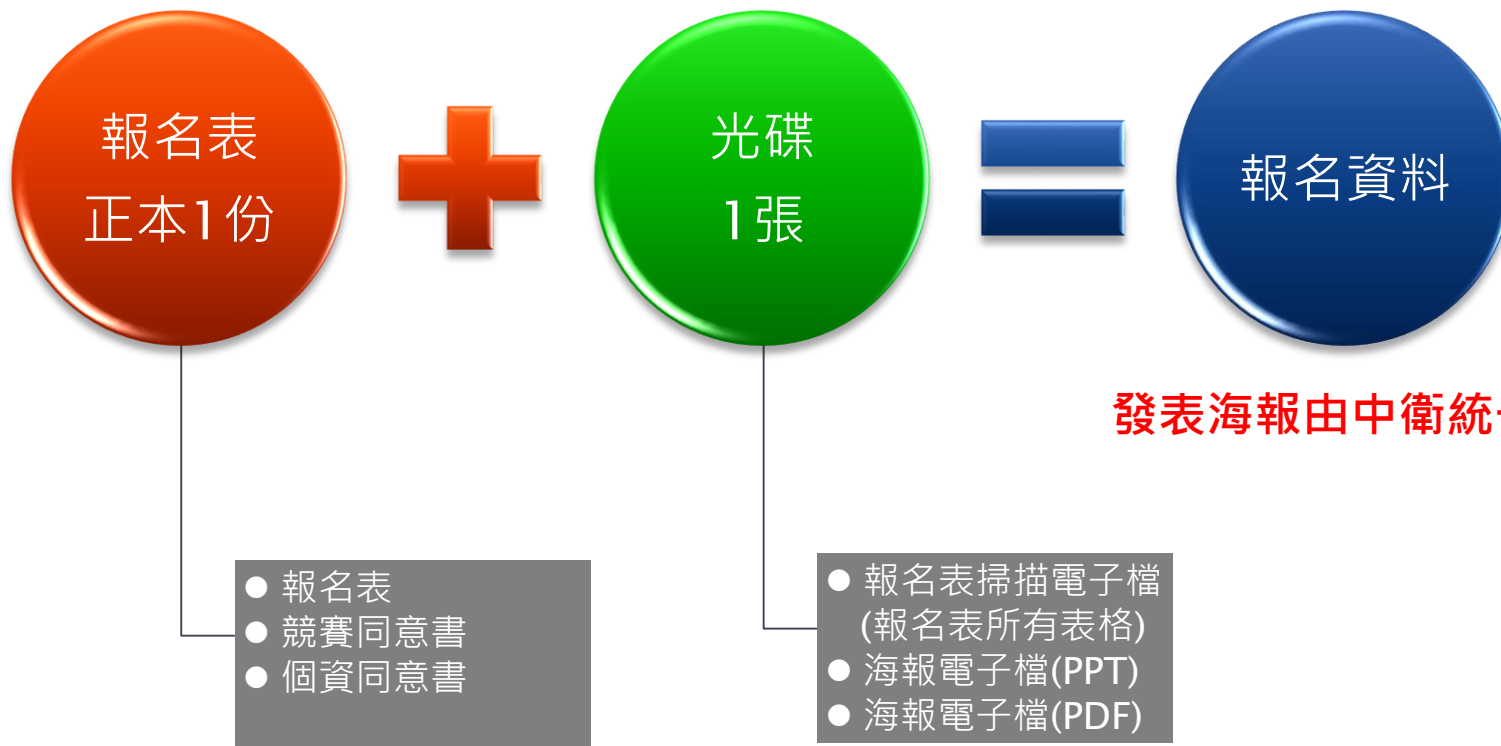 報名表
正本1份
光碟
1張
報名資料
發表海報由中衛統
● 報名表
● 競賽同意書
● 個資同意書
● 報名表掃描電子檔
(報名表所有表格)
● 海報電子檔(PPT)
● 海報電子檔(PDF)